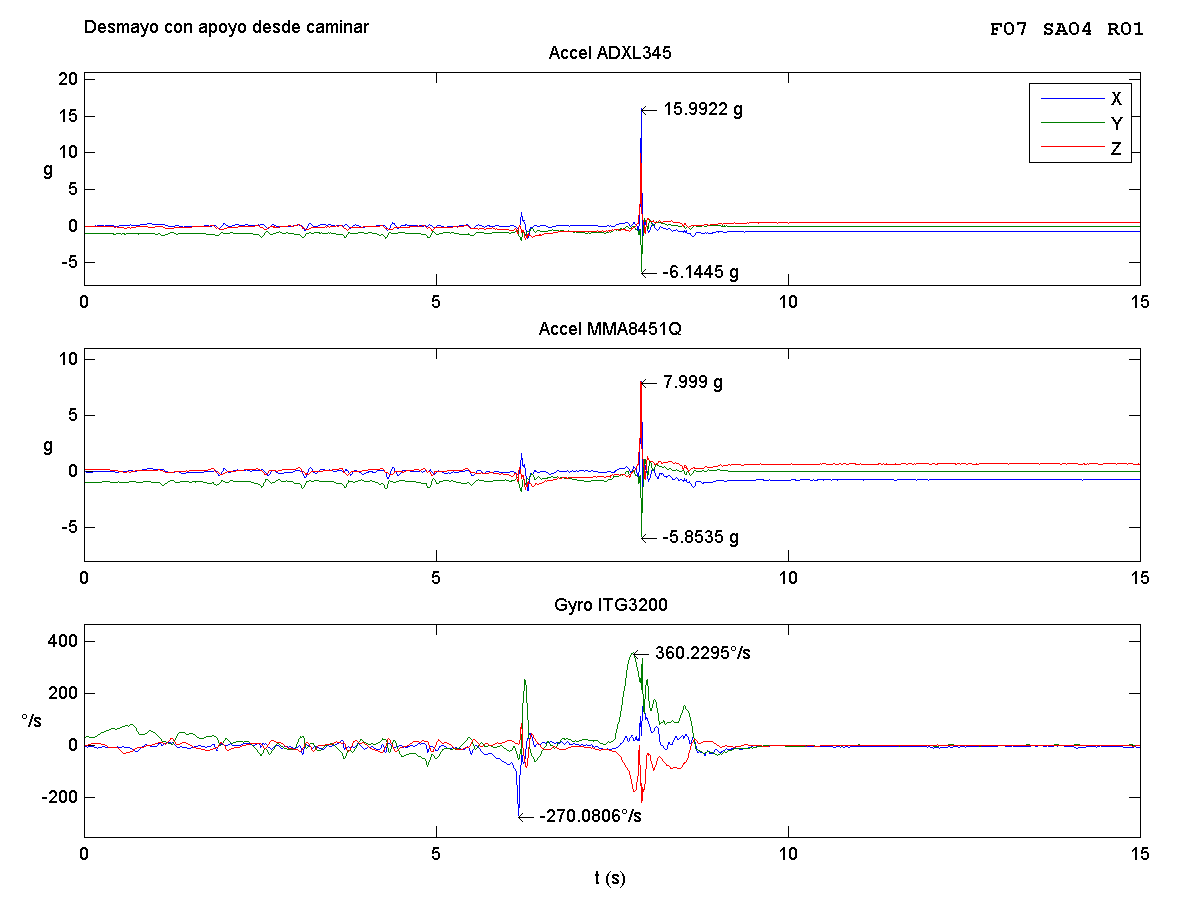 Desmayo con apoyo desde caminar
F07 SA04 R01
Accel ADXL345
20
15
10
5
0
-5
g
15.9922 g
-6.1445 g
X
Y
Z
0 5 10 15
Accel MMA8451Q
10
5
0
-5
g
7.999 g
-5.8535 g
0 5 10 15
Gyro ITG3200
400
200
0
-200
°/s
360.2295°/s
-270.0806°/s
0 5 10 15
t (s)